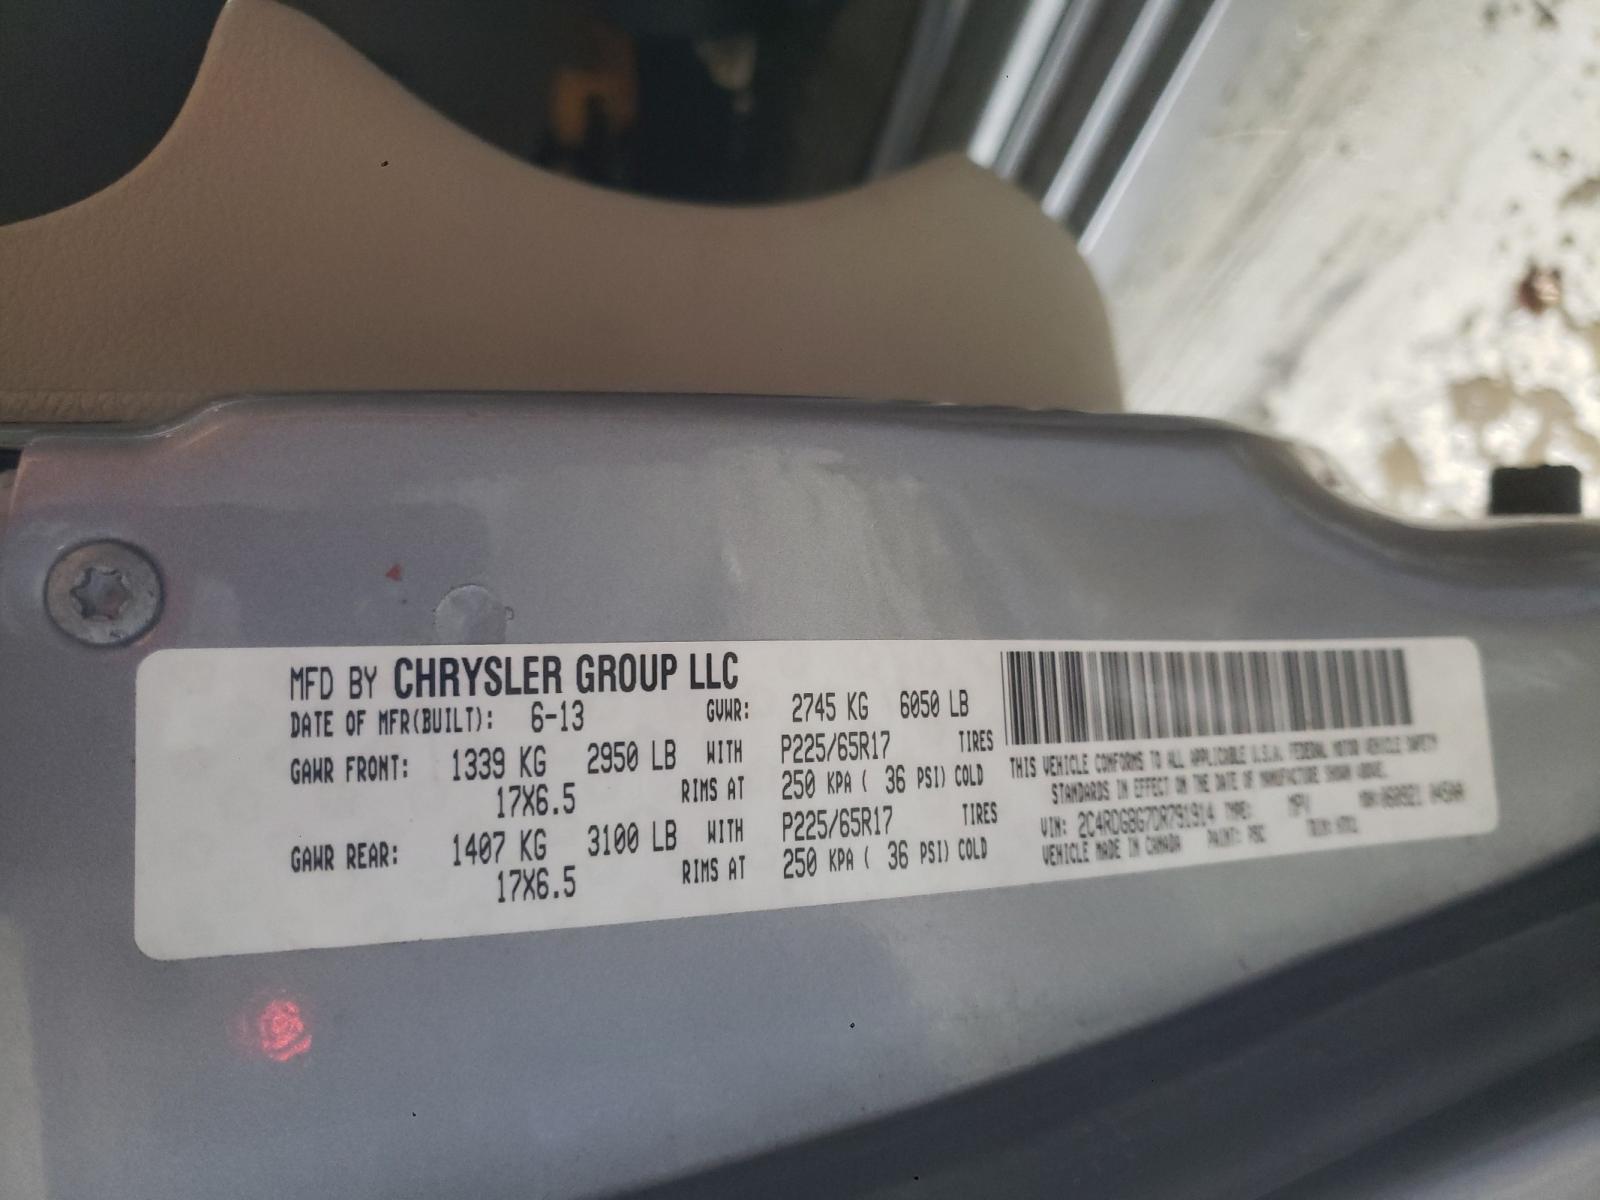 MFD BY CHRYSLER GROUP LLC
DATE OF MFR(BUILT): 6-13 GVWR: 2745 KG 6050 LB
GAWR FRONT: 1339 KG 2950 LB WITH P225/65R17 TIRES
17X6.5 RIMS AT 250 KPA ( 36 PSI) COLD
GAWR REAR: 1407 KG 3100 LB WITH P225/65R17 TIRES
17X6.5 RIMS AT 250 KPA ( 36 PSI) COLD
THIS VEHICLE CONFORMS TO ALL APPLICABLE U.S.A. FEDERAL MOTOR VEHICLE SAFETY
STANDARDS IN EFFECT ON THE DATE OF MANUFACTURE SHOWN ABOVE.
VIN: 2C4RDGBG7DR791914 TYPE: MPV
VEHICLE MADE IN CANADA PAINT: TRIM: